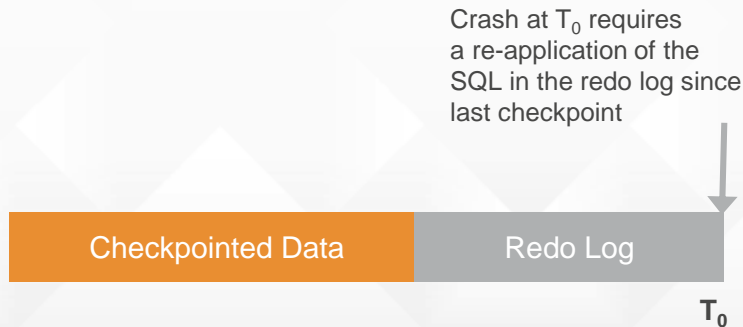 Crash at T₀ requires
a re-application of the
SQL in the redo log since
last checkpoint
Checkpointed Data
Redo Log
T₀